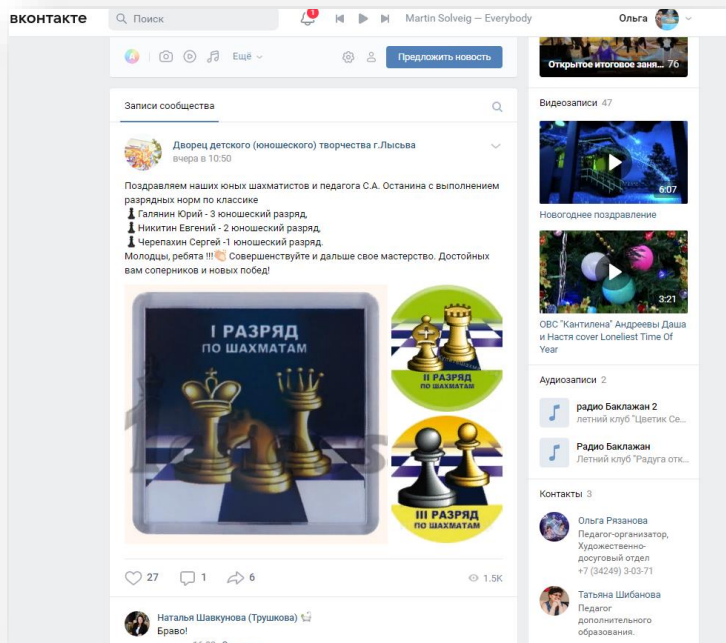 вконтакте
Поиск
1
Martin Solveig — Everybody
Ольга
Ещё
Предложить новость
Записи сообщества
Дворец детского (юношеского) творчества г.Лысьва
вчера в 10:50
Поздравляем наших юных шахматистов и педагога С.А. Останина с выполнением
разрядных норм по классике
Галянин Юрий - 3 юношеский разряд,
Никитин Евгений - 2 юношеский разряд,
Черепахин Сергей -1 юношеский разряд.
Молодцы, ребята !!! Совершенствуйте и дальше свое мастерство. Достойных
вам соперников и новых побед!
I РАЗРЯД
ПО ШАХМАТАМ
II РАЗРЯД
ПО ШАХМАТАМ
III РАЗРЯД
ПО ШАХМАТАМ
27
1
6
1.5K
Наталья Шавкунова (Трушкова)
Браво!
Открытое итоговое заня... 76
Видеозаписи 47
6:07
Новогоднее поздравление
3:21
ОВС "Кантилена" Андреевы Даша
и Настя cover Loneliest Time Of
Year
Аудиозаписи 2
радио Баклажан 2
летний клуб "Цветик Се...
Радио Баклажан
Летний клуб "Радуга отк...
Контакты 3
Ольга Рязанова
Педагог-организатор,
Художественно-
досуговый отдел
+7 (34249) 3-03-71
Татьяна Шибанова
Педагог
дополнительного
образования.